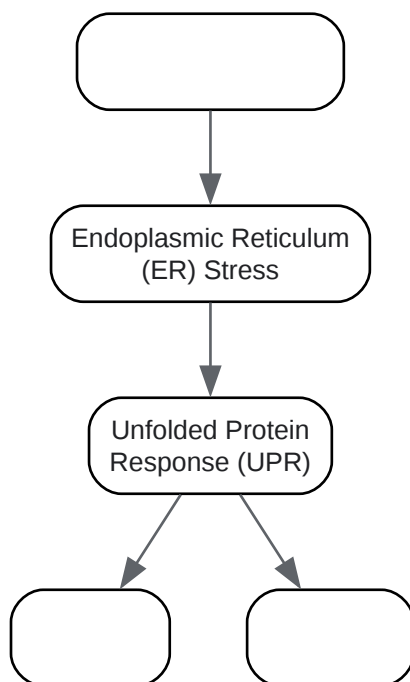 Endoplasmic Reticulum
(ER) Stress
Unfolded Protein
Response (UPR)